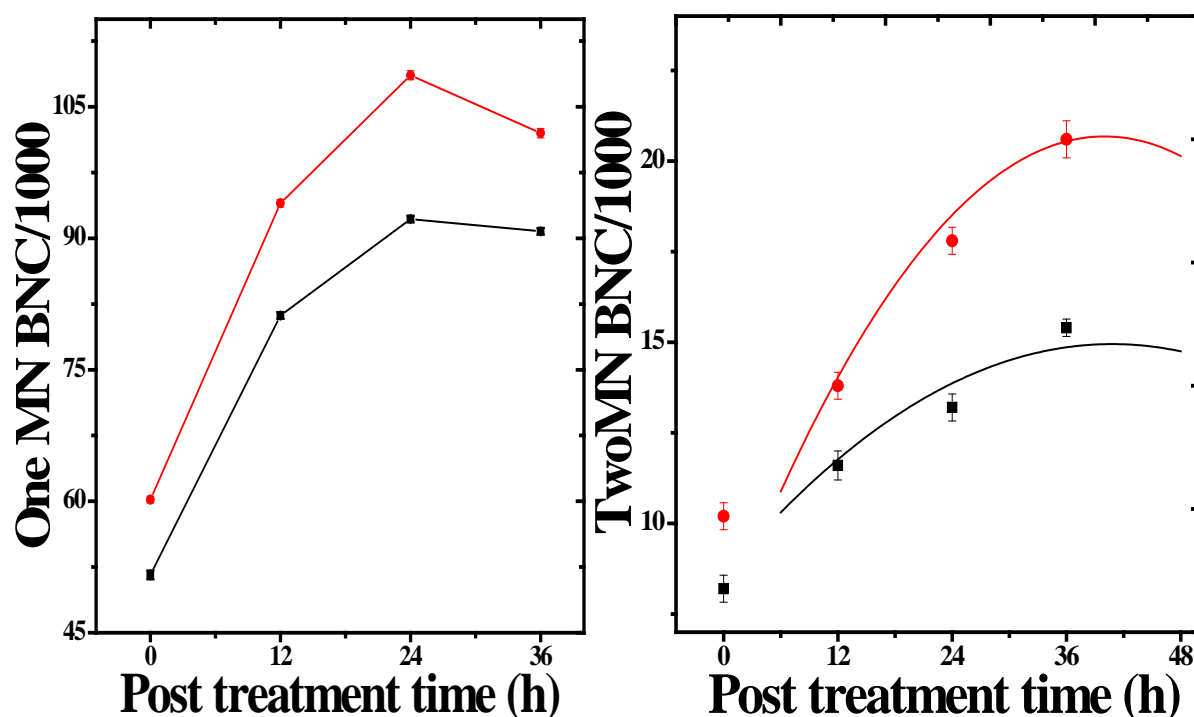 One MN BNC/1000
105
90
75
60
45
0 12 24 36
Post treatment time (h)
TwoMN BNC/1000
20
15
10
0 12 24 36 48
Post treatment time (h)